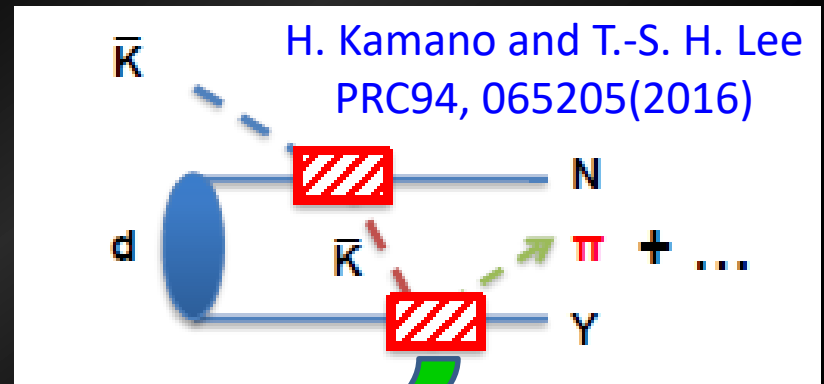 K̅
H. Kamano and T.-S. H. Lee
PRC94, 065205(2016)
N
d
K̅
π + ...
Y